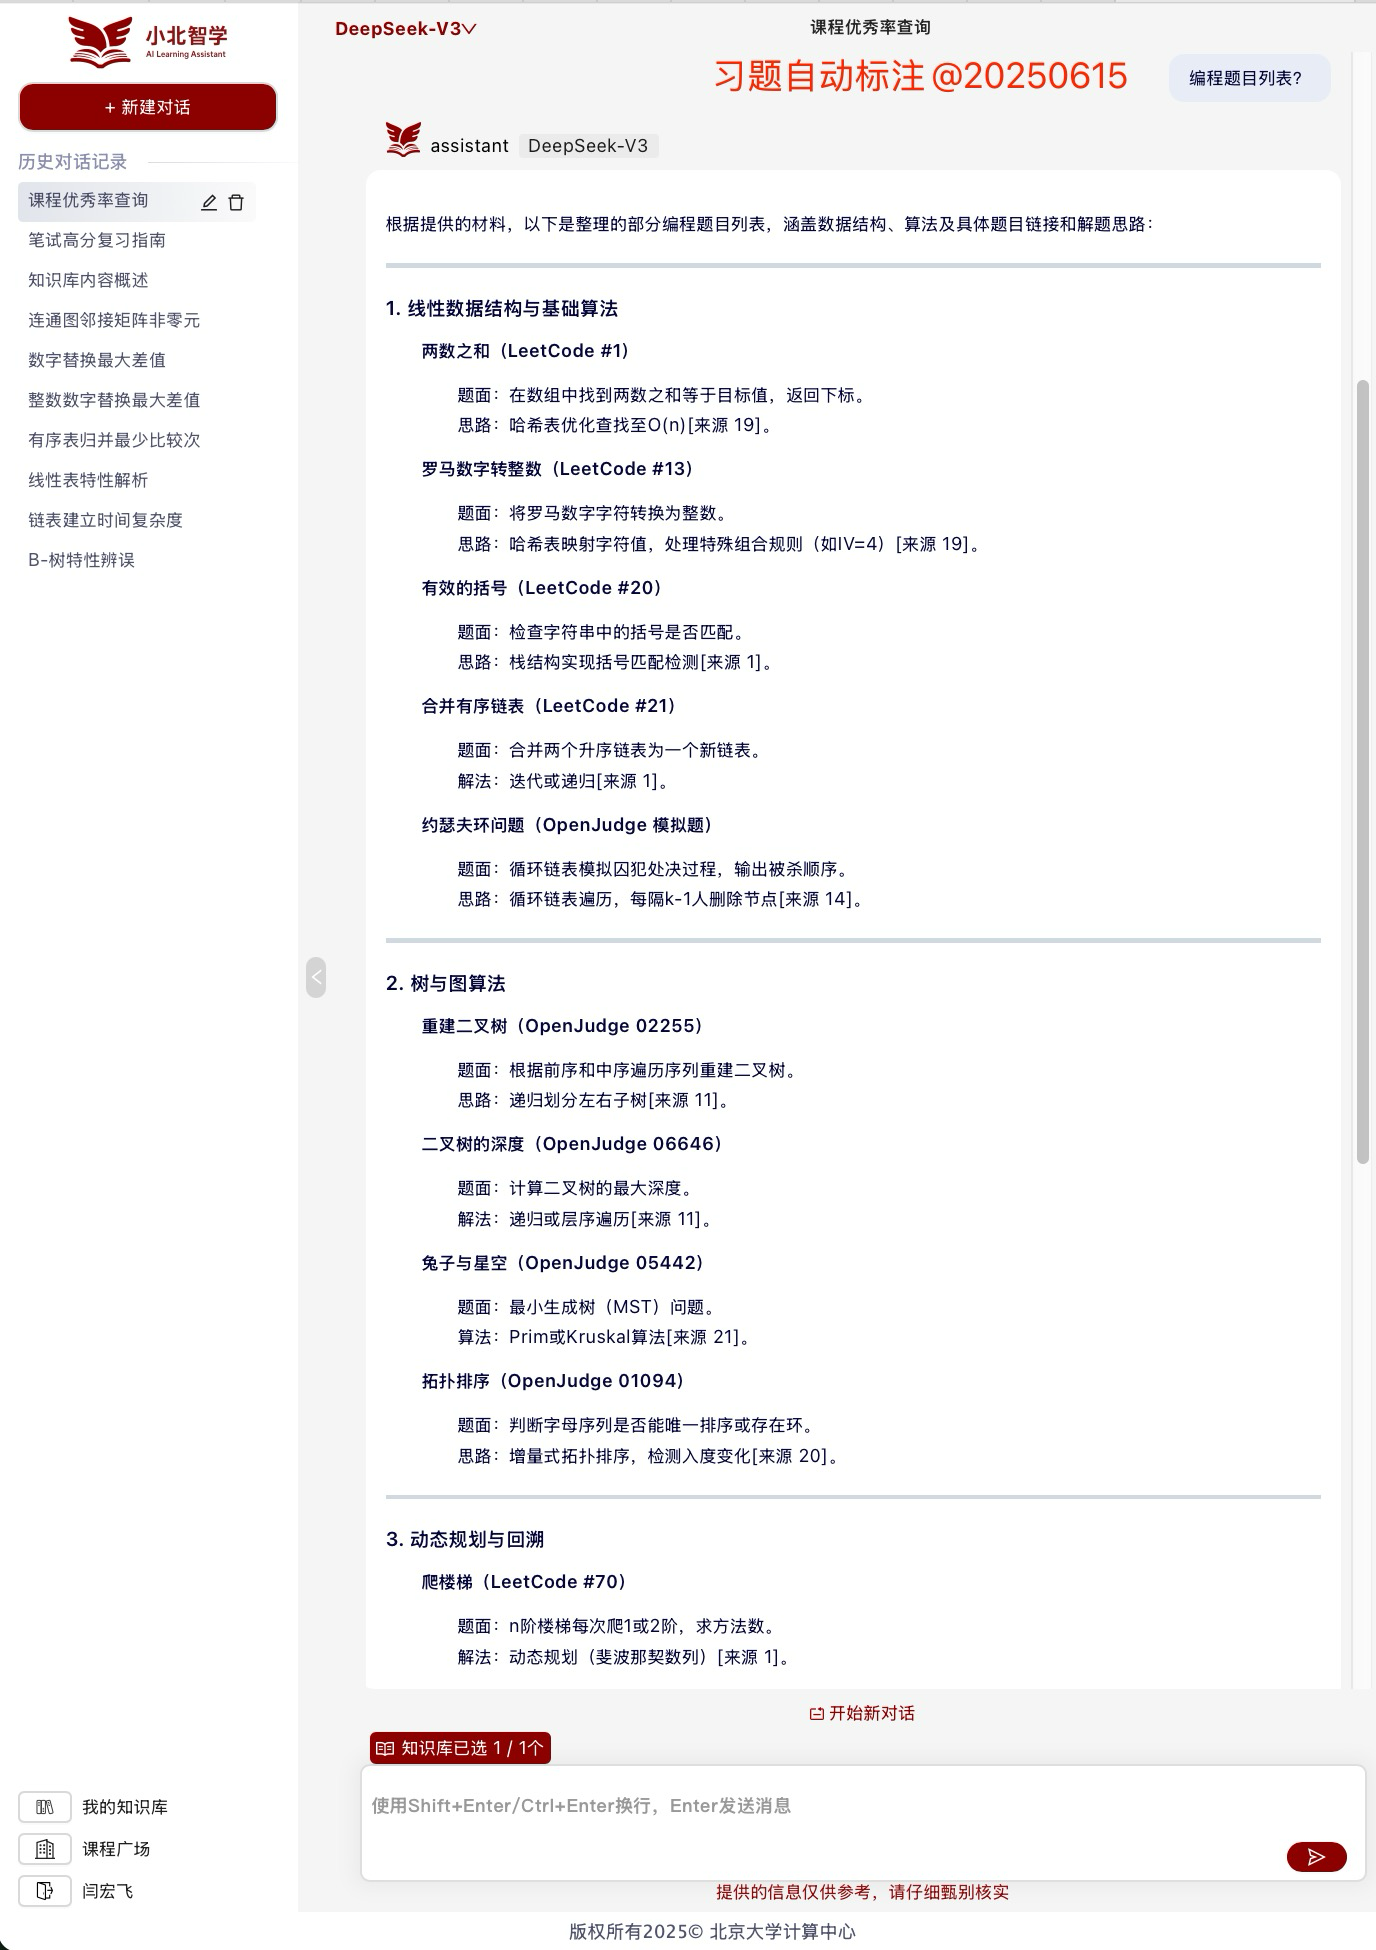 小北智学
AI Learning Assistant
+ 新建对话
历史对话记录
课程优秀率查询
笔试高分复习指南
知识库内容概述
连通图邻接矩阵非零元
数字替换最大差值
整数数字替换最大差值
有序表归并最少比较次
线性表特性解析
链表建立时间复杂度
B-树特性辨误
我的知识库
课程广场
闫宏飞
DeepSeek-V3
课程优秀率查询
习题自动标注@20250615
编程题目列表?
assistant DeepSeek-V3
根据提供的材料，以下是整理的部分编程题目列表，涵盖数据结构、算法及具体题目链接和解题思路：
1. 线性数据结构与基础算法
两数之和（LeetCode #1）
题面：在数组中找到两数之和等于目标值，返回下标。
思路：哈希表优化查找至O(n)[来源 19]。
罗马数字转整数（LeetCode #13）
题面：将罗马数字字符转换为整数。
思路：哈希表映射字符值，处理特殊组合规则（如IV=4）[来源 19]。
有效的括号（LeetCode #20）
题面：检查字符串中的括号是否匹配。
思路：栈结构实现括号匹配检测[来源 1]。
合并有序链表（LeetCode #21）
题面：合并两个升序链表为一个新链表。
解法：迭代或递归[来源 1]。
约瑟夫环问题（OpenJudge 模拟题）
题面：循环链表模拟囚犯处决过程，输出被杀顺序。
思路：循环链表遍历，每隔k-1人删除节点[来源 14]。
2. 树与图算法
重建二叉树（OpenJudge 02255）
题面：根据前序和中序遍历序列重建二叉树。
思路：递归划分左右子树[来源 11]。
二叉树的深度（OpenJudge 06646）
题面：计算二叉树的最大深度。
解法：递归或层序遍历[来源 11]。
兔子与星空（OpenJudge 05442）
题面：最小生成树（MST）问题。
算法：Prim或Kruskal算法[来源 21]。
拓扑排序（OpenJudge 01094）
题面：判断字母序列是否能唯一排序或存在环。
思路：增量式拓扑排序，检测入度变化[来源 20]。
3. 动态规划与回溯
爬楼梯（LeetCode #70）
题面：n阶楼梯每次爬1或2阶，求方法数。
解法：动态规划（斐波那契数列）[来源 1]。
开始新对话
知识库已选 1 / 1个
使用Shift+Enter/Ctrl+Enter换行，Enter发送消息
提供的信息仅供参考，请仔细甄别核实
版权所有2025© 北京大学计算中心